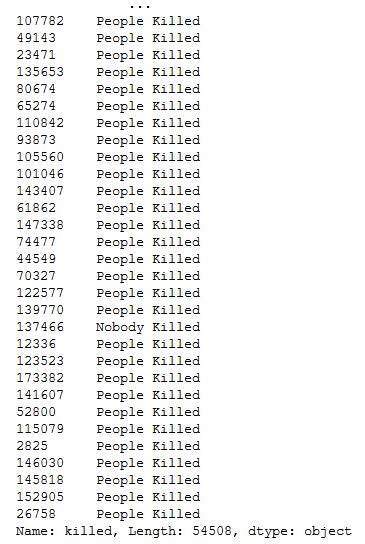 ...
107782 People Killed
49143 People Killed
23471 People Killed
135653 People Killed
80674 People Killed
65274 People Killed
110842 People Killed
93873 People Killed
105560 People Killed
101046 People Killed
143407 People Killed
61862 People Killed
147338 People Killed
74477 People Killed
44549 People Killed
70327 People Killed
122577 People Killed
139770 People Killed
137466 Nobody Killed
12336 People Killed
123523 People Killed
173382 People Killed
141607 People Killed
52800 People Killed
115079 People Killed
2825 People Killed
146030 People Killed
145818 People Killed
152905 People Killed
26758 People Killed
Name: killed, Length: 54508, dtype: object